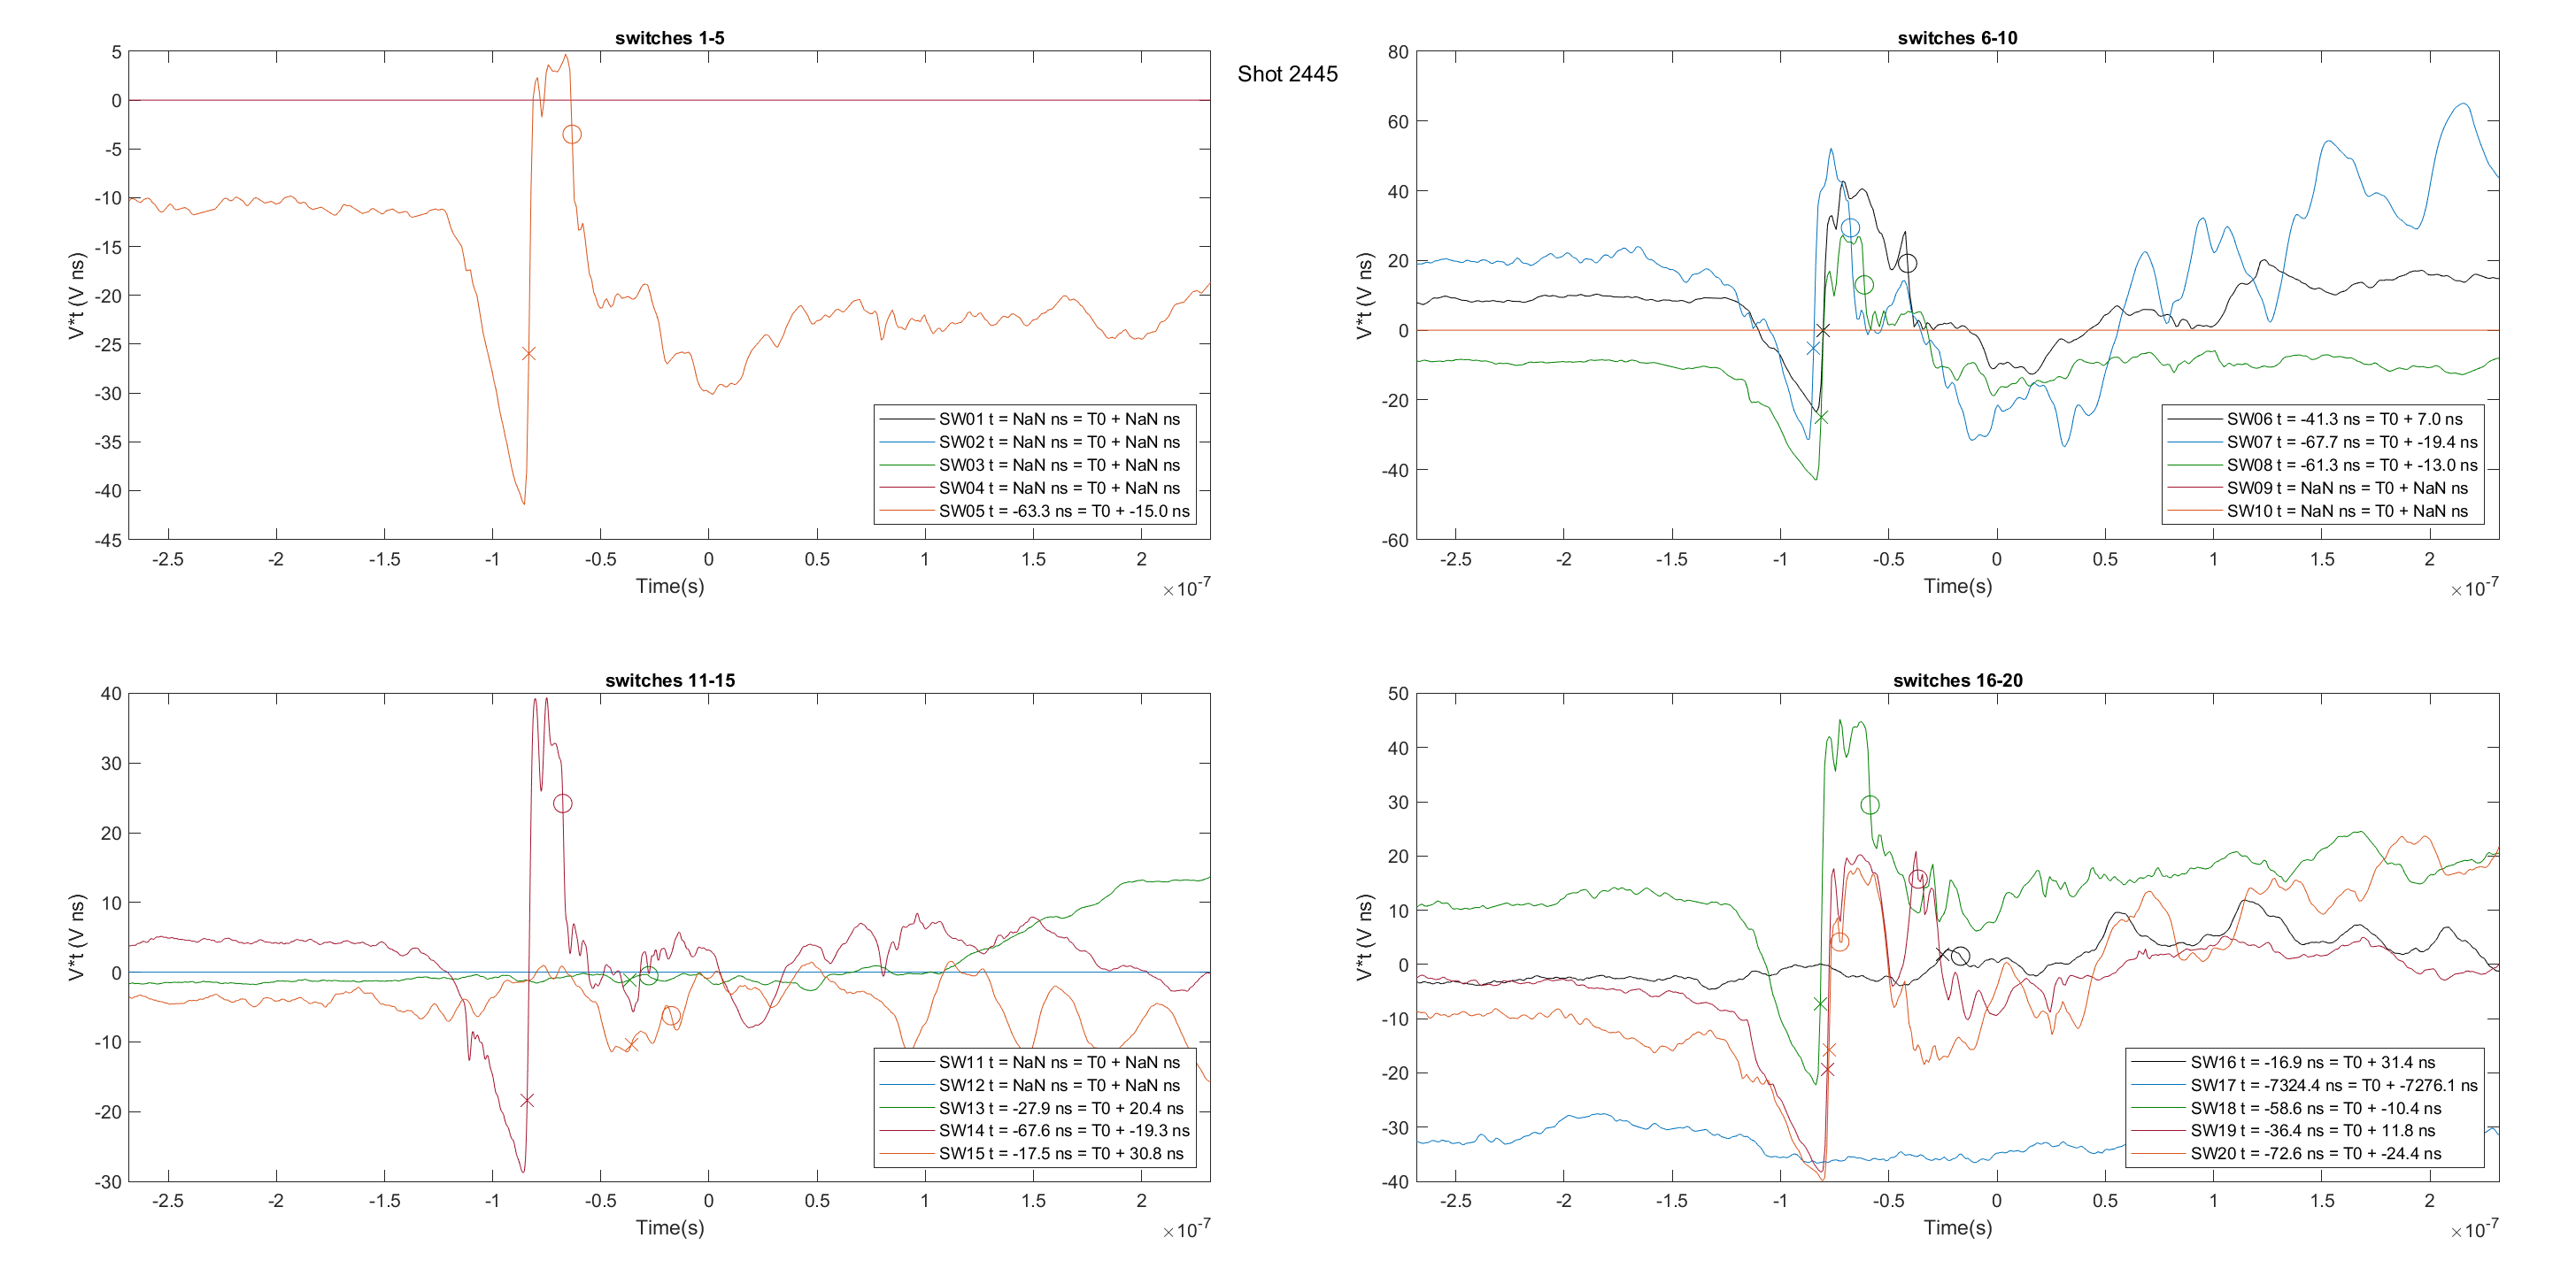 Shot 2445
switches 1-5
5
0
-5
-10
-15
-20
-25
-30
-35
-40
-45
V*t (V ns)
-2.5 -2 -1.5 -1 -0.5 0 0.5 1 1.5 2
Time(s)
×10-7
SW01 t = NaN ns = T0 + NaN ns
SW02 t = NaN ns = T0 + NaN ns
SW03 t = NaN ns = T0 + NaN ns
SW04 t = NaN ns = T0 + NaN ns
SW05 t = -63.3 ns = T0 + -15.0 ns
switches 6-10
80
60
40
20
0
-20
-40
-60
V*t (V ns)
-2.5 -2 -1.5 -1 -0.5 0 0.5 1 1.5 2
Time(s)
×10-7
SW06 t = -41.3 ns = T0 + 7.0 ns
SW07 t = -67.7 ns = T0 + -19.4 ns
SW08 t = -61.3 ns = T0 + -13.0 ns
SW09 t = NaN ns = T0 + NaN ns
SW10 t = NaN ns = T0 + NaN ns
switches 11-15
40
30
20
10
0
-10
-20
-30
V*t (V ns)
-2.5 -2 -1.5 -1 -0.5 0 0.5 1 1.5 2
Time(s)
×10-7
SW11 t = NaN ns = T0 + NaN ns
SW12 t = NaN ns = T0 + NaN ns
SW13 t = -27.9 ns = T0 + 20.4 ns
SW14 t = -67.6 ns = T0 + -19.3 ns
SW15 t = -17.5 ns = T0 + 30.8 ns
switches 16-20
50
40
30
20
10
0
-10
-20
-30
-40
V*t (V ns)
-2.5 -2 -1.5 -1 -0.5 0 0.5 1 1.5 2
Time(s)
×10-7
SW16 t = -16.9 ns = T0 + 31.4 ns
SW17 t = -7324.4 ns = T0 + -7276.1 ns
SW18 t = -58.6 ns = T0 + -10.4 ns
SW19 t = -36.4 ns = T0 + 11.8 ns
SW20 t = -72.6 ns = T0 + -24.4 ns